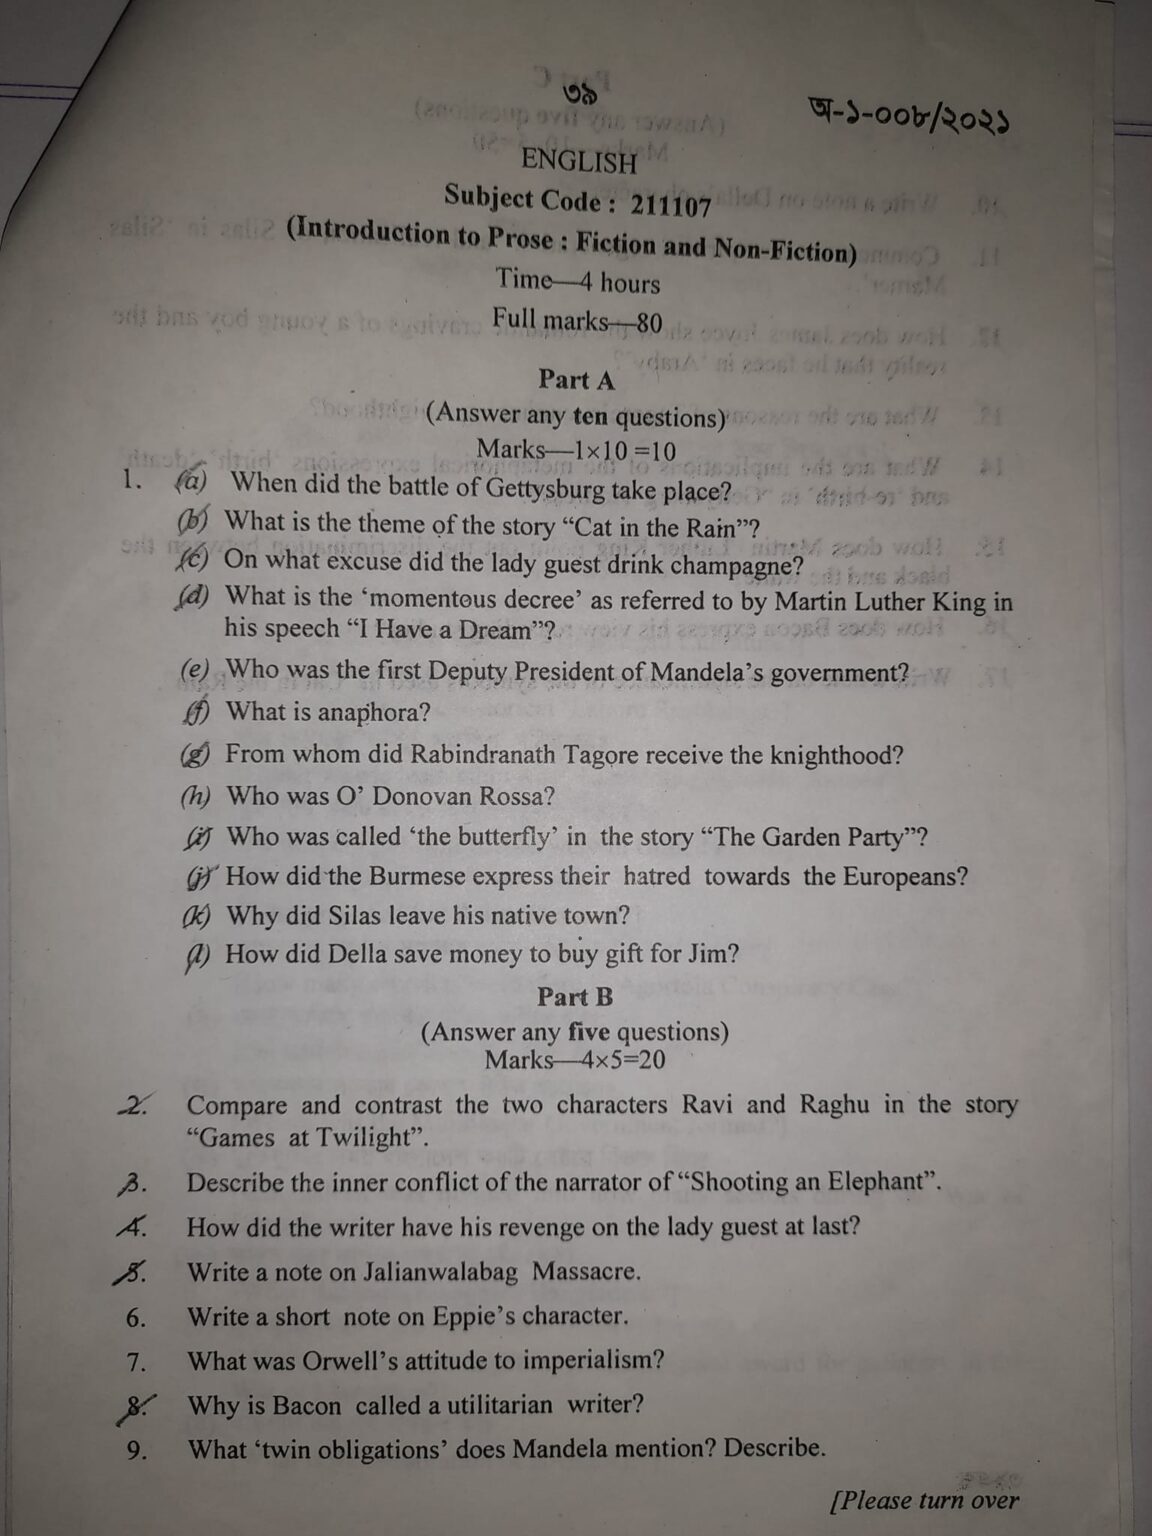 ৩৯
অ-১-০০৮/২০২১
ENGLISH
Subject Code : 211107
(Introduction to Prose : Fiction and Non-Fiction)
Time—4 hours
Full marks—80
Part A
(Answer any ten questions)
Marks—1×10=10
1. (a) When did the battle of Gettysburg take place?
(b) What is the theme of the story “Cat in the Rain”?
(c) On what excuse did the lady guest drink champagne?
(d) What is the ‘momentous decree’ as referred to by Martin Luther King in
his speech “I Have a Dream”?
(e) Who was the first Deputy President of Mandela’s government?
(f) What is anaphora?
(g) From whom did Rabindranath Tagore receive the knighthood?
(h) Who was O’ Donovan Rossa?
(i) Who was called ‘the butterfly’ in the story “The Garden Party”?
(j) How did the Burmese express their hatred towards the Europeans?
(k) Why did Silas leave his native town?
(l) How did Della save money to buy gift for Jim?
Part B
(Answer any five questions)
Marks—4×5=20
2. Compare and contrast the two characters Ravi and Raghu in the story
“Games at Twilight”.
3. Describe the inner conflict of the narrator of “Shooting an Elephant”.
4. How did the writer have his revenge on the lady guest at last?
5. Write a note on Jalianwalabag Massacre.
6. Write a short note on Eppie’s character.
7. What was Orwell’s attitude to imperialism?
8. Why is Bacon called a utilitarian writer?
9. What ‘twin obligations’ does Mandela mention? Describe.
[Please turn over